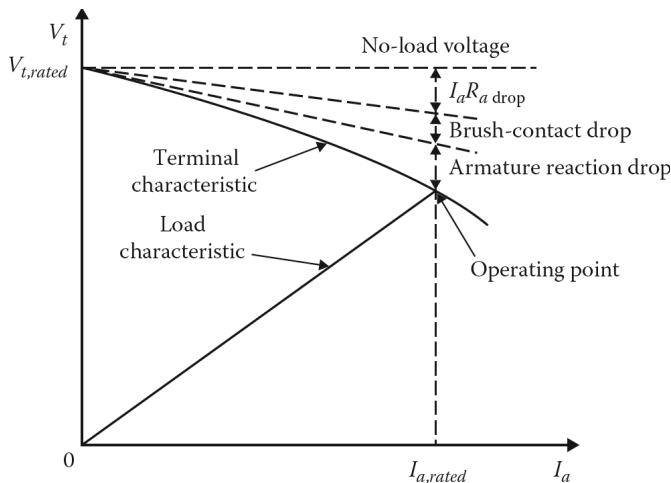 V_t
No-load voltage
V_t,rated
I_aR_a drop
Brush-contact drop
Armature reaction drop
Terminal
characteristic
Load
characteristic
Operating point
0
I_a,rated
I_a